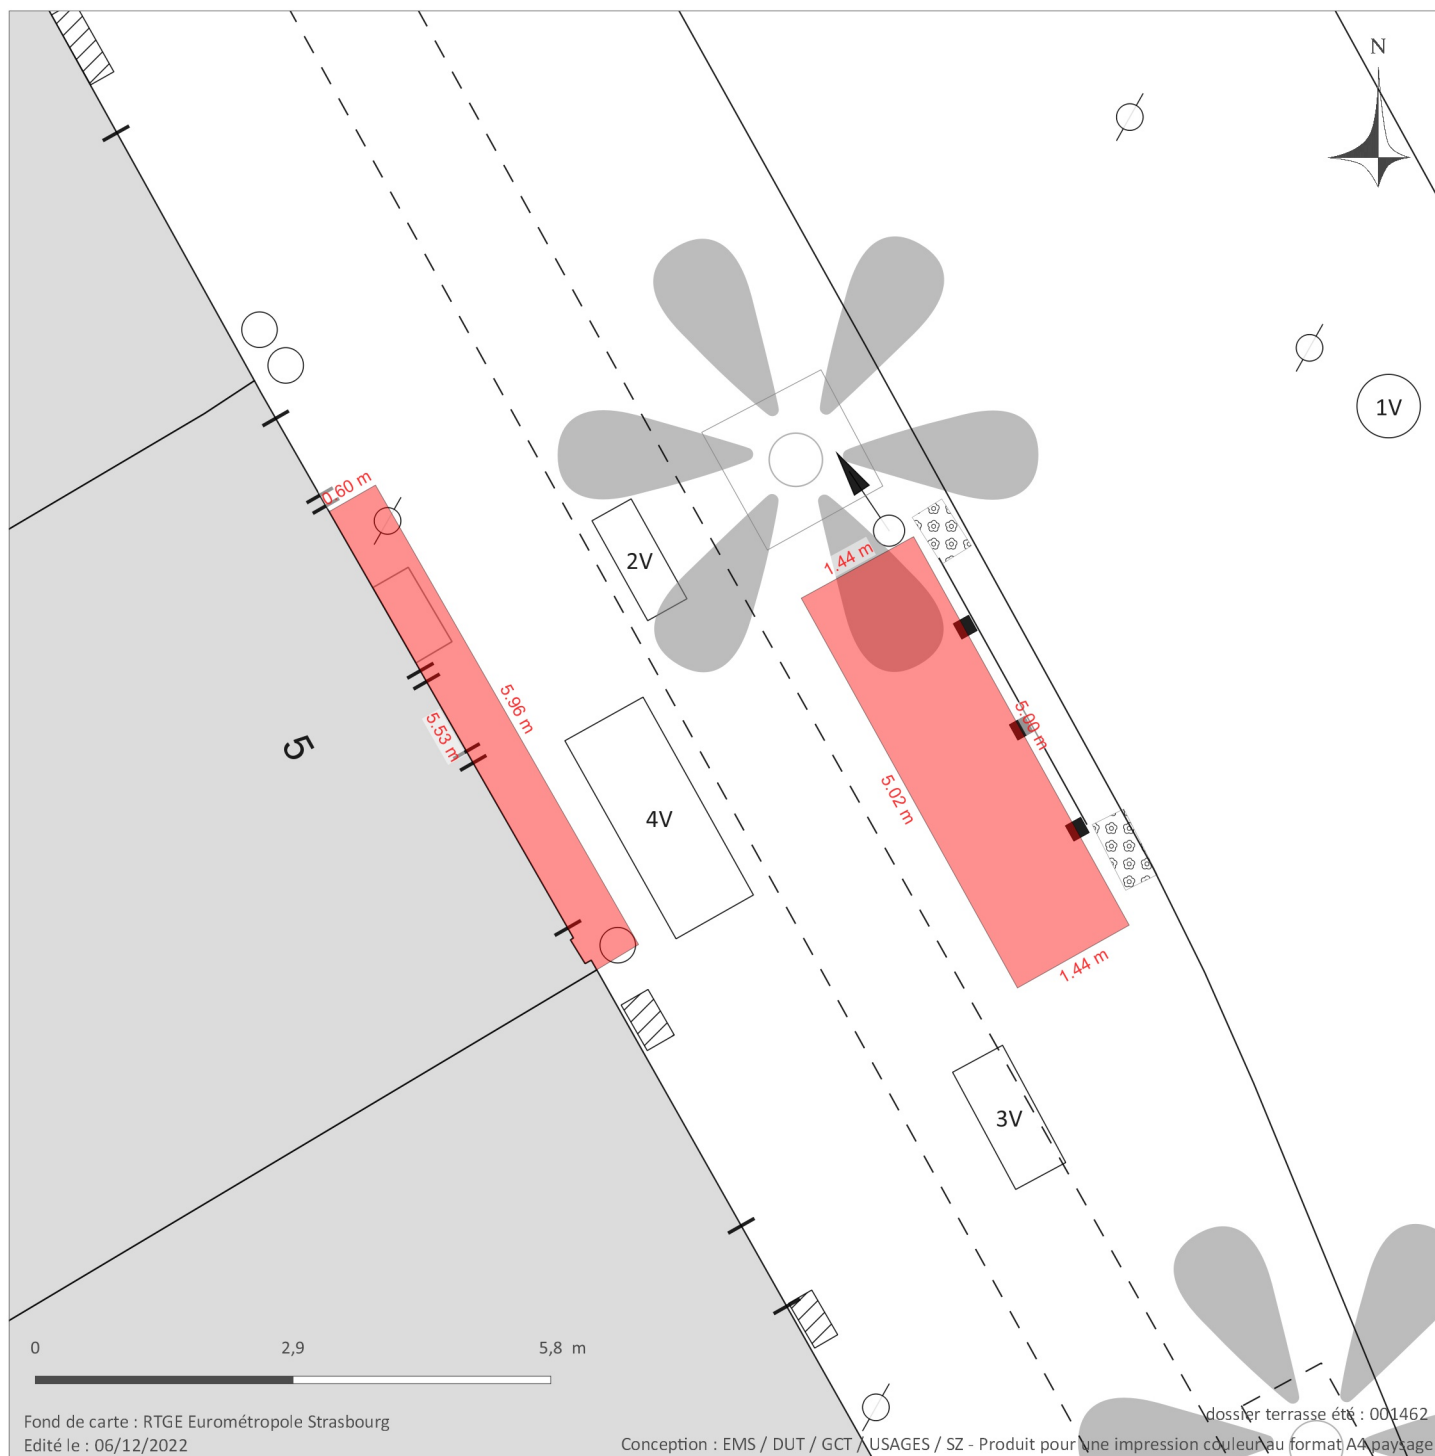 N
1V
0.60 m
2V
1.44 m
5.96 m
5.53 m
5.00 m
5
5.02 m
4V
1.44 m
3V
0 2,9 5,8 m
Fond de carte : RTGE Eurométropole Strasbourg
dossier terrasse été : 001462
Edité le : 06/12/2022
Conception : EMS / DUT / GCT / USAGES / SZ - Produit pour une impression couleur au format A4 paysage